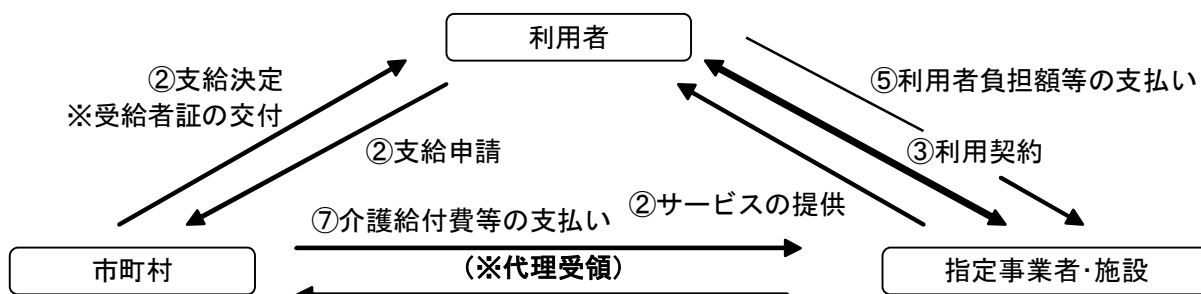 利用者
②支給決定
※受給者証の交付
⑤利用者負担額等の支払い
②支給申請
③利用契約
②サービスの提供
⑦介護給付費等の支払い
(※代理受領)
市町村
指定事業者・施設